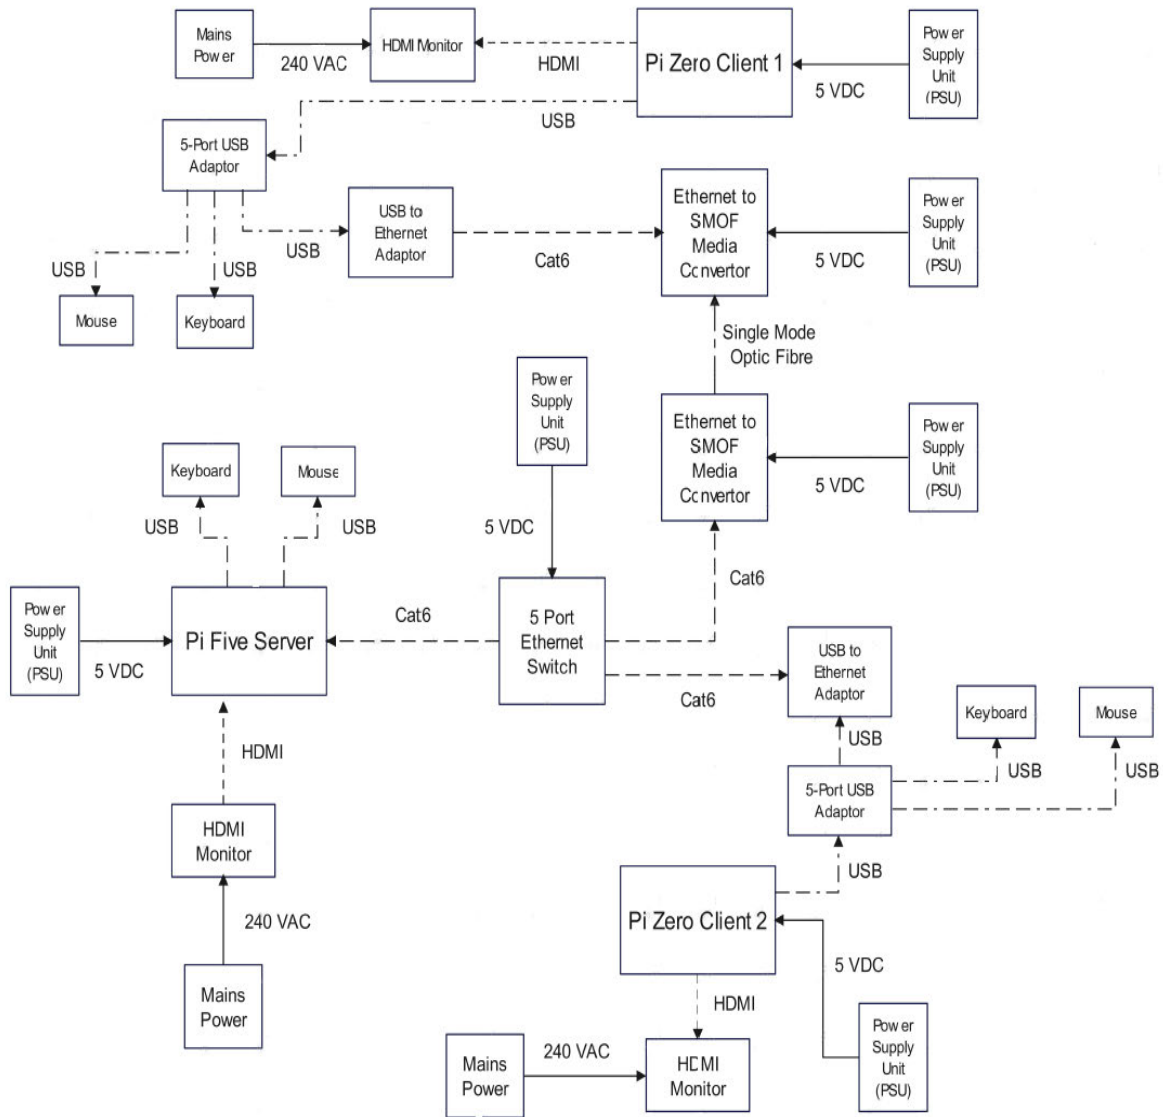 Mains
Power
240 VAC
HDMI Monitor
HDMI
Pi Zero Client 1
5 VDC
Power
Supply
Unit
(PSU)
USB
5-Port USB
Adaptor
USB
Mouse
USB
Keyboard
USB
USB to
Ethernet
Adaptor
Cat6
Ethernet to
SMOF
Media
Convertor
5 VDC
Power
Supply
Unit
(PSU)
Single Mode
Optic Fibre
Ethernet to
SMOF
Media
Convertor
5 VDC
Power
Supply
Unit
(PSU)
Power
Supply
Unit
(PSU)
5 VDC
Keyboard
Mouse
USB
USB
Power
Supply
Unit
(PSU)
5 VDC
Pi Five Server
Cat6
5 Port
Ethernet
Switch
Cat6
Cat6
USB to
Ethernet
Adaptor
Keyboard
Mouse
USB
USB
USB
5-Port USB
Adaptor
USB
HDMI
HDMI
Monitor
240 VAC
Mains
Power
Pi Zero Client 2
5 VDC
HDMI
Power
Supply
Unit
(PSU)
Mains
Power
240 VAC
HDMI
Monitor